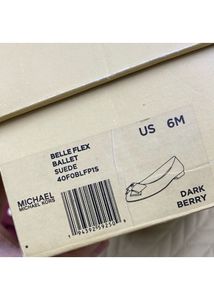 BELLE FLEX
BALLET
SUEDE
40F0BLFP1S
US 6M
MICHAEL
MICHAEL KORS
DARK
BERRY